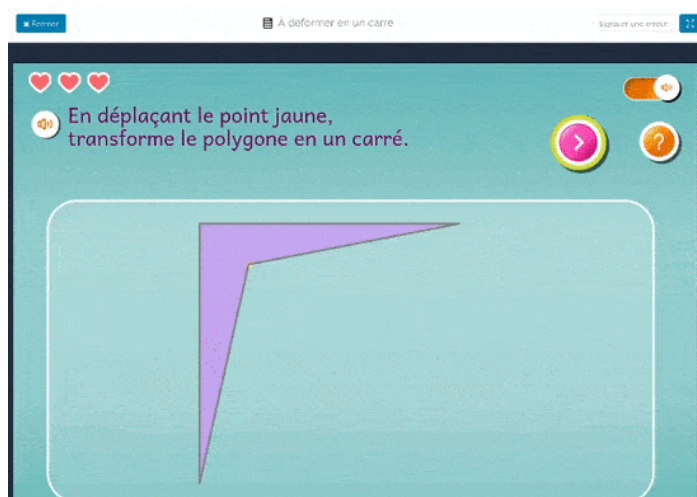 Fermer
À déformer en un carré
Signaler une erreur
En déplaçant le point jaune,
transforme le polygone en un carré.
?